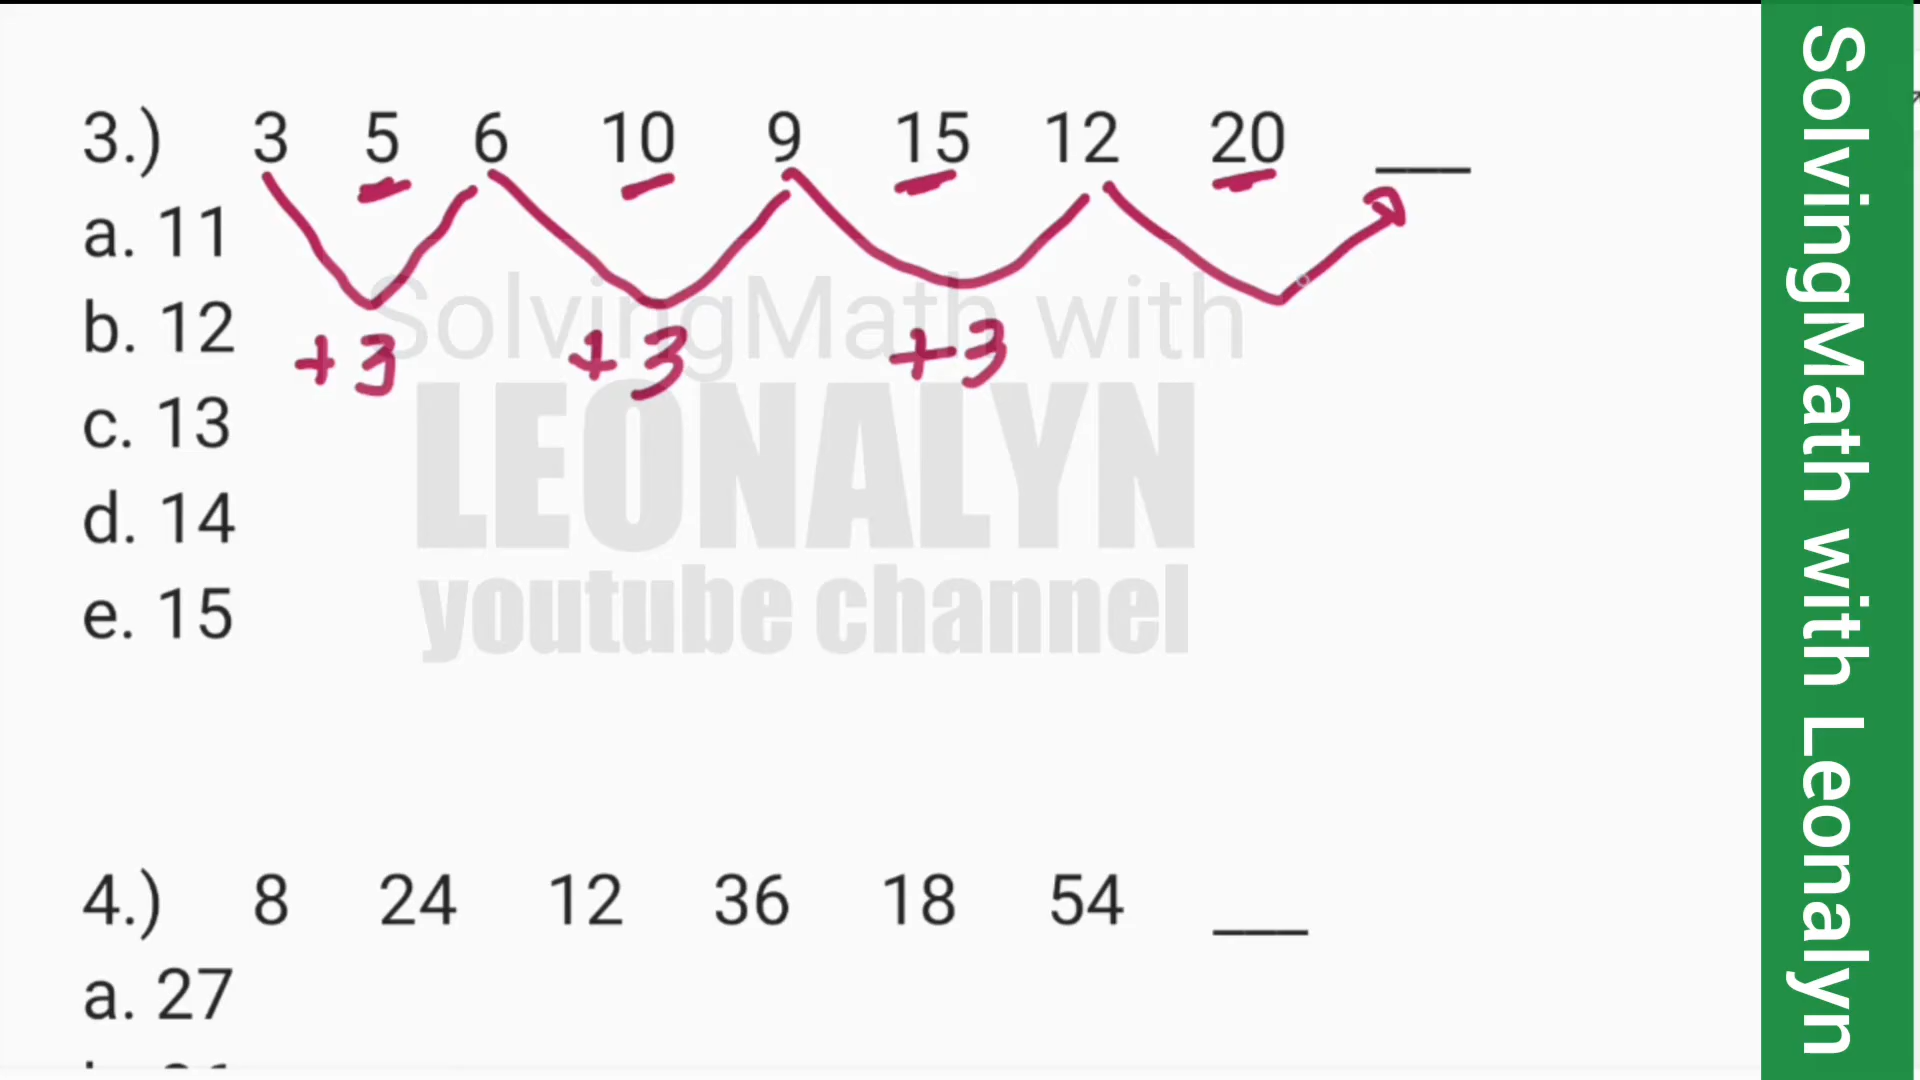 3.) 3 5 6 10 9 15 12 20 ___
a. 11
b. 12
+3 +3 +3
c. 13
d. 14
e. 15
SolvingMath with
LEONALYN
youtube channel
4.) 8 24 12 36 18 54 ___
a. 27
SolvingMath with Leonalyn